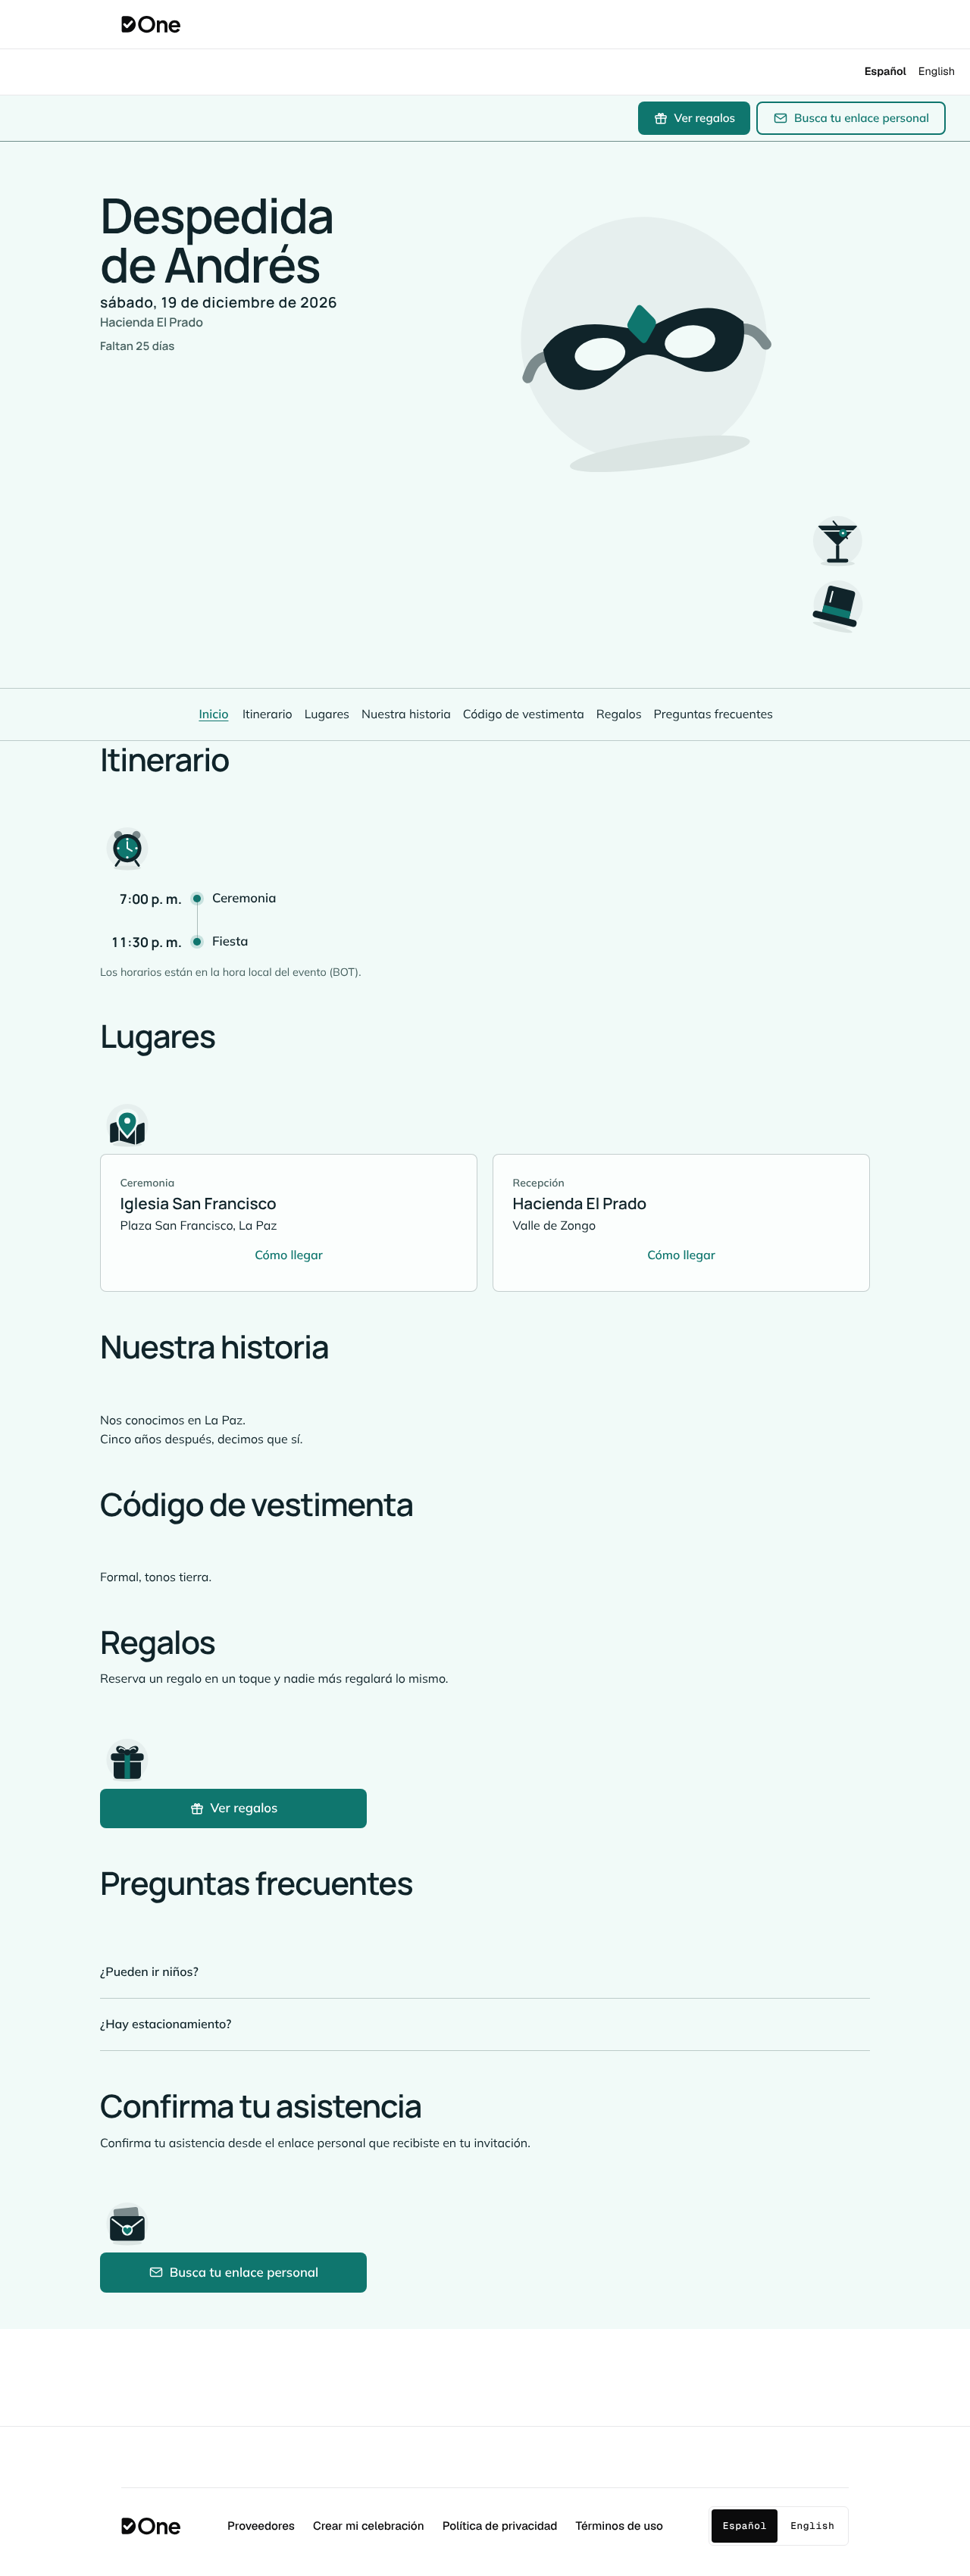 One
Español English
Ver regalos Busca tu enlace personal
Despedida
de Andrés
sábado, 19 de diciembre de 2026
Hacienda El Prado
Faltan 25 días
Inicio Itinerario Lugares Nuestra historia Código de vestimenta Regalos Preguntas frecuentes
Itinerario
7:00 p. m. Ceremonia
11:30 p. m. Fiesta
Los horarios están en la hora local del evento (BOT).
Lugares
Ceremonia
Iglesia San Francisco
Plaza San Francisco, La Paz
Cómo llegar
Recepción
Hacienda El Prado
Valle de Zongo
Cómo llegar
Nuestra historia
Nos conocimos en La Paz.
Cinco años después, decimos que sí.
Código de vestimenta
Formal, tonos tierra.
Regalos
Reserva un regalo en un toque y nadie más regalará lo mismo.
Ver regalos
Preguntas frecuentes
¿Pueden ir niños?
¿Hay estacionamiento?
Confirma tu asistencia
Confirma tu asistencia desde el enlace personal que recibiste en tu invitación.
Busca tu enlace personal
One Proveedores Crear mi celebración Política de privacidad Términos de uso Español English